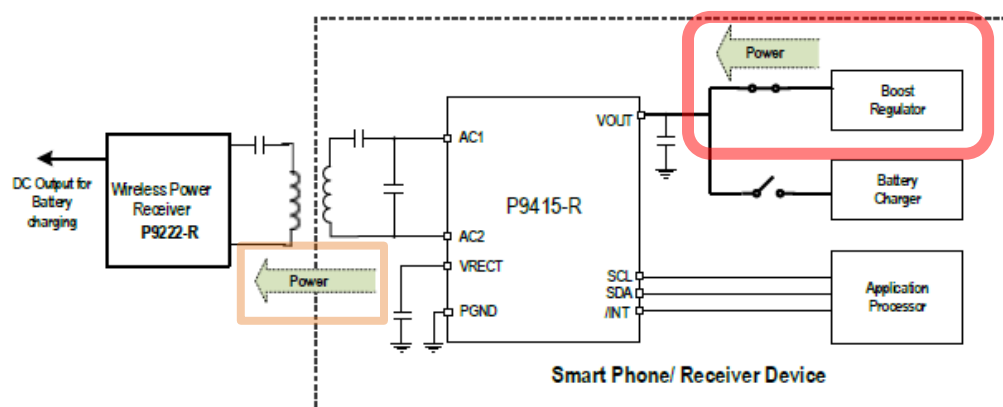 Power
Boost
Regulator
VOUT
AC1
DC Output for
Battery
charging
Wireless Power
Receiver
P9222-R
P9415-R
Battery
Charger
AC2
VRECT
Power
PGND
SCL
SDA
/INT
Application
Processor
Smart Phone/ Receiver Device